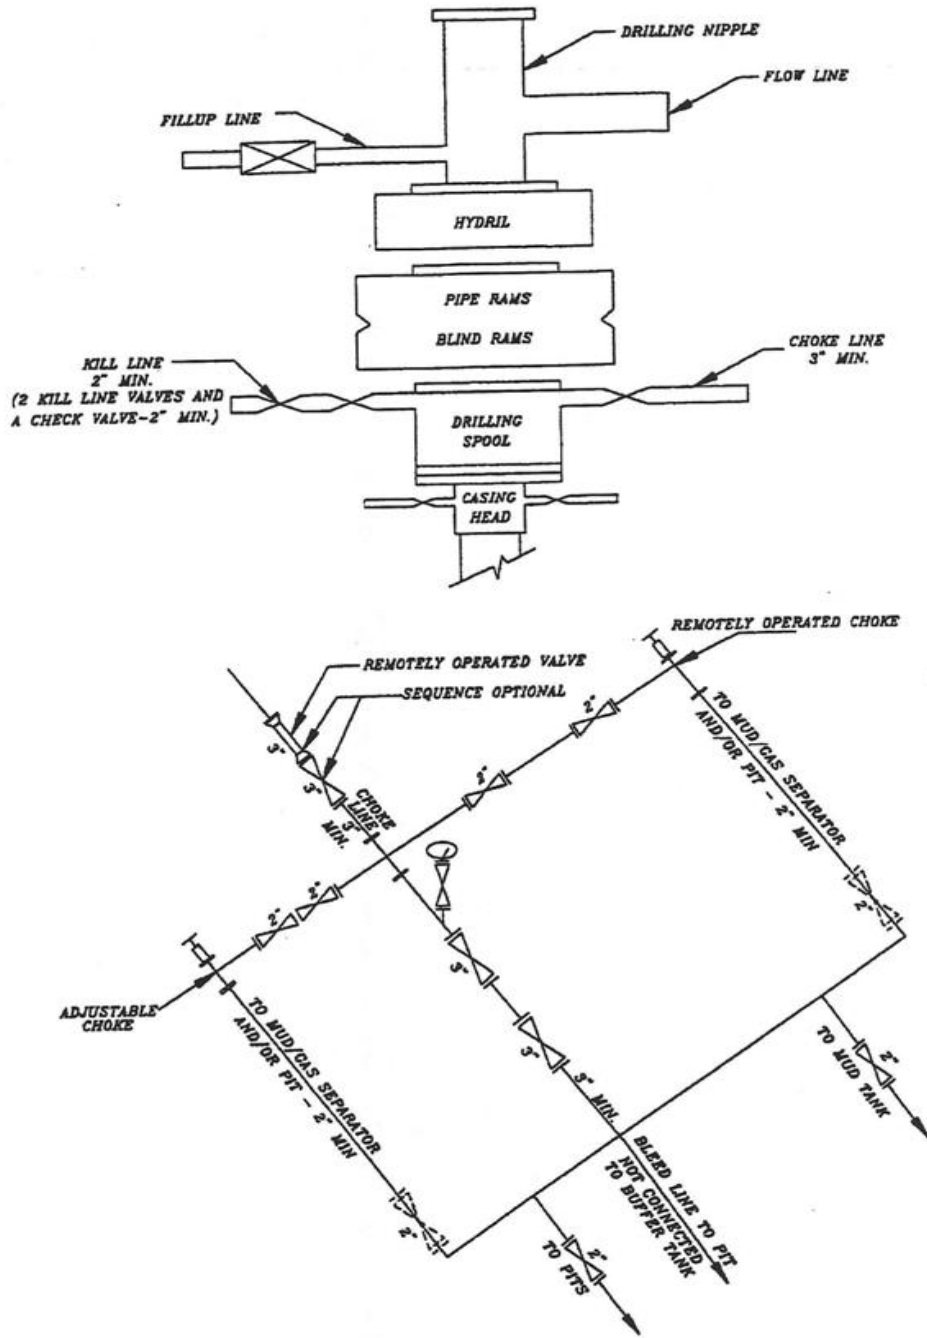 DRILLING NIPPLE
FLOW LINE
FILLUP LINE
HYDRIL
PIPE RAMS
BLIND RAMS
KILL LINE
2" MIN.
(2 KILL LINE VALVES AND
A CHECK VALVE-2" MIN.)
CHOKE LINE
3" MIN.
DRILLING
SPOOL
CASING
HEAD
REMOTELY OPERATED CHOKE
REMOTELY OPERATED VALVE
SEQUENCE OPTIONAL
3"
3"
CHOKE
LINE
3"
MIN.
2"
2"
2"
2"
TO MUD/GAS SEPARATOR
AND/OR PIT - 2" MIN
2"
3"
3"
3" MIN.
ADJUSTABLE
CHOKE
TO MUD/GAS SEPARATOR
AND/OR PIT - 2" MIN
2"
2"
TO MUD TANK
BLEED LINE TO PIT
NOT CONNECTED
TO BUFFER TANK
2"
TO PITS